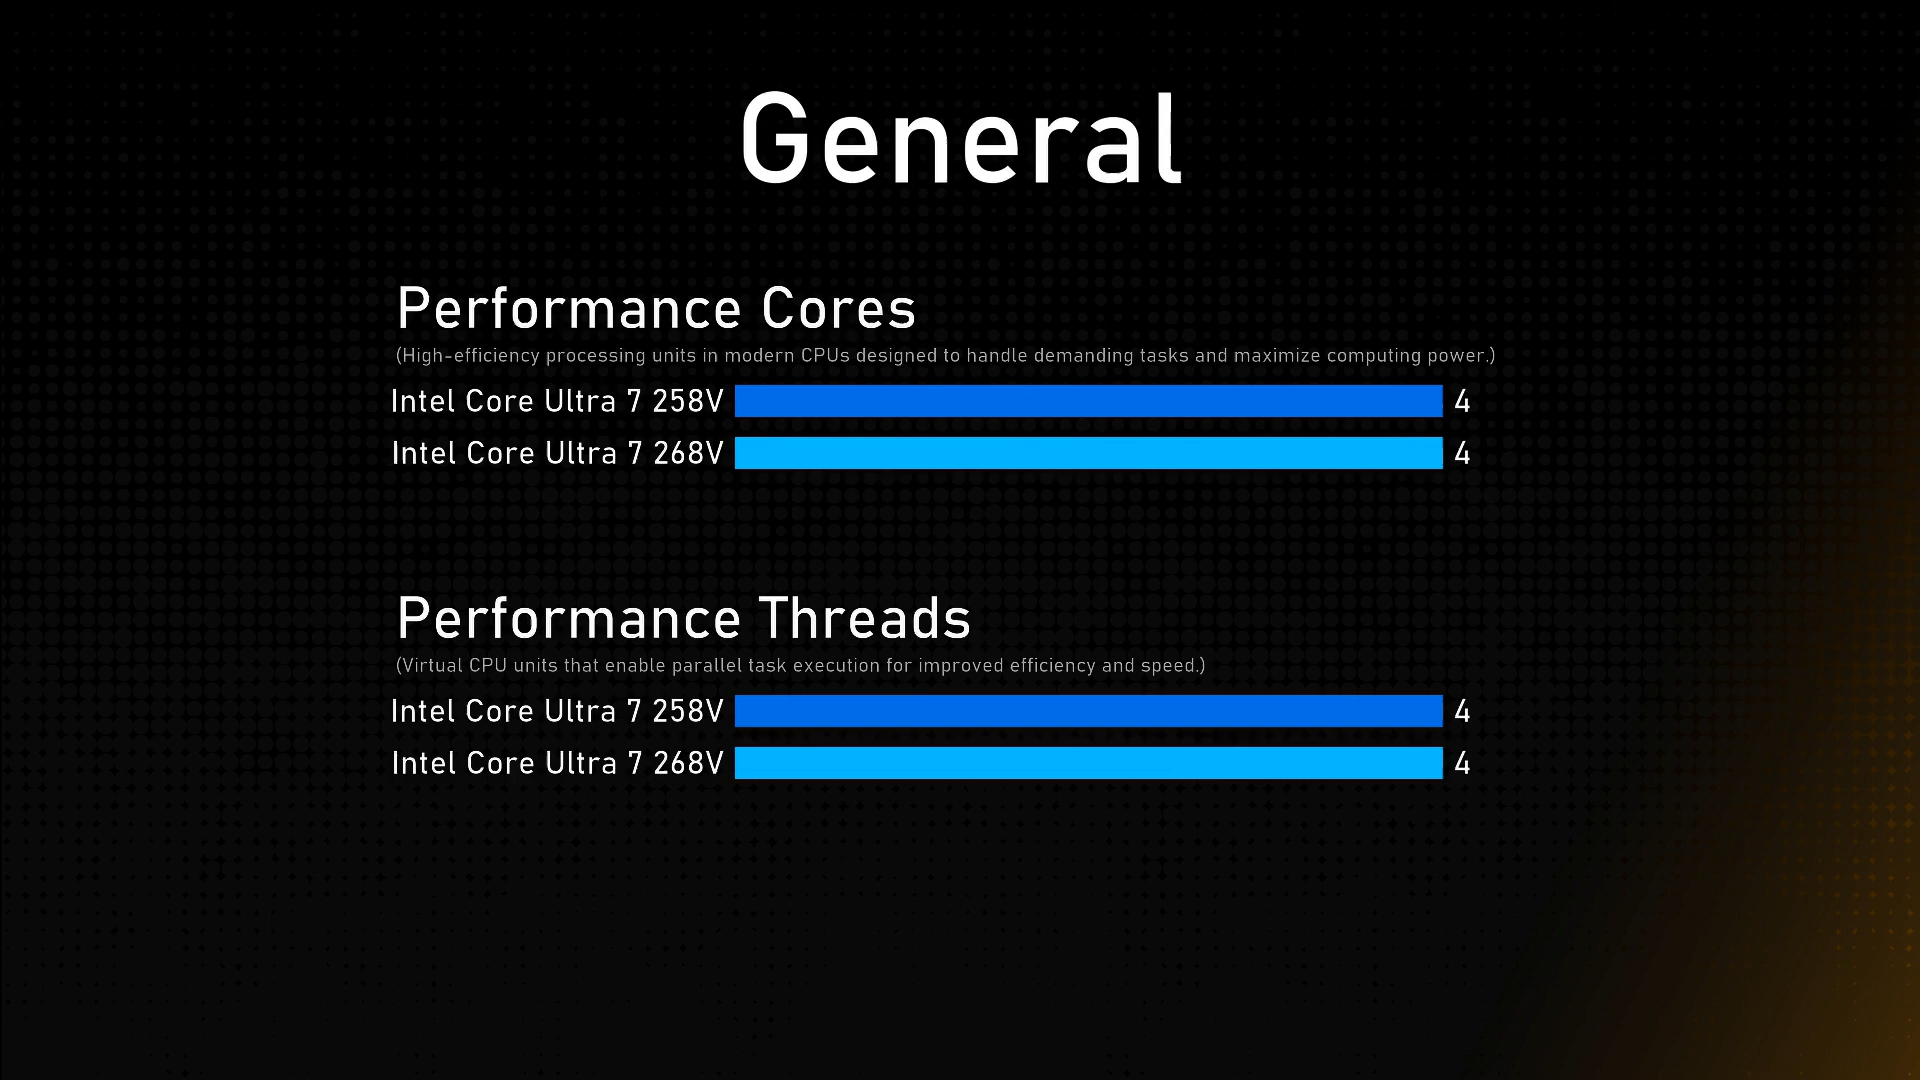 General
Performance Cores
(High-efficiency processing units in modern CPUs designed to handle demanding tasks and maximize computing power.)
Intel Core Ultra 7 258V 4
Intel Core Ultra 7 268V 4
Performance Threads
(Virtual CPU units that enable parallel task execution for improved efficiency and speed.)
Intel Core Ultra 7 258V 4
Intel Core Ultra 7 268V 4